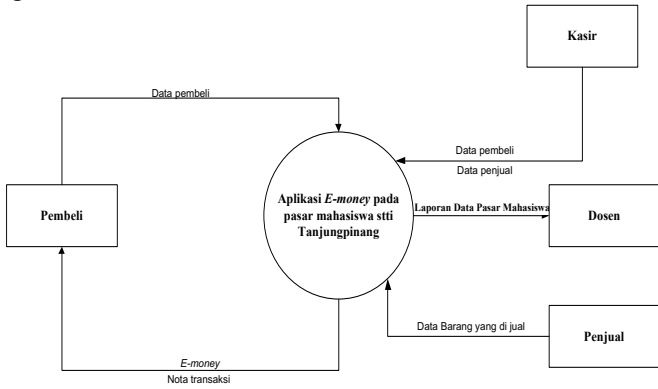 Kasir
Data pembeli
Data pembeli
Data penjual
Aplikasi E-money pada
pasar mahasiswa stti
Tanjungpinang
Laporan Data Pasar Mahasiswa
Pembeli
Dosen
Data Barang yang di jual
Penjual
E-money
Nota transaksi